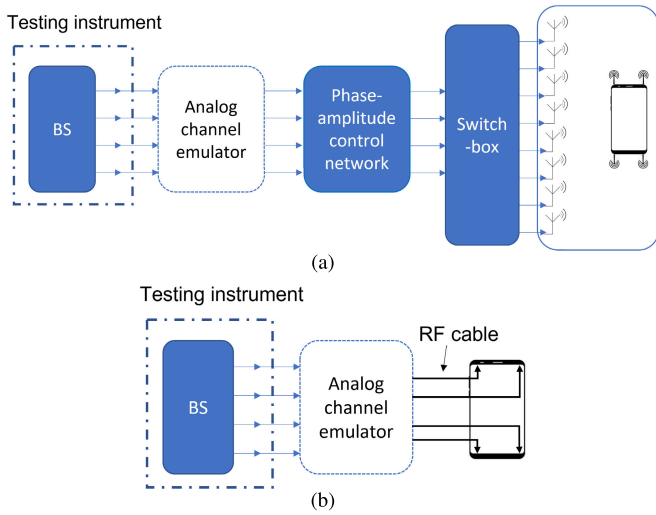 Testing instrument
BS
Analog
channel
emulator
Phase-
amplitude
control
network
Switch
-box
(a)
Testing instrument
BS
Analog
channel
emulator
RF cable
(b)